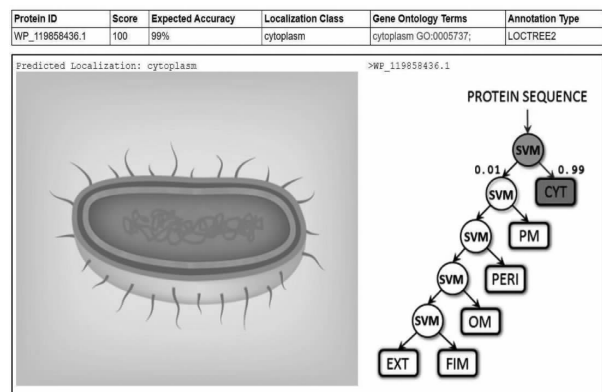 Protein ID Score Expected Accuracy Localization Class Gene Ontology Terms Annotation Type
WP_119858436.1 100 99% cytoplasm cytoplasm GO:0005737; LOCTREE2
Predicted Localization: cytoplasm
>WP_119858436.1
PROTEIN SEQUENCE
SVM
0.01 0.99
SVM CYT
SVM PM
SVM PERI
SVM OM
EXT FIM